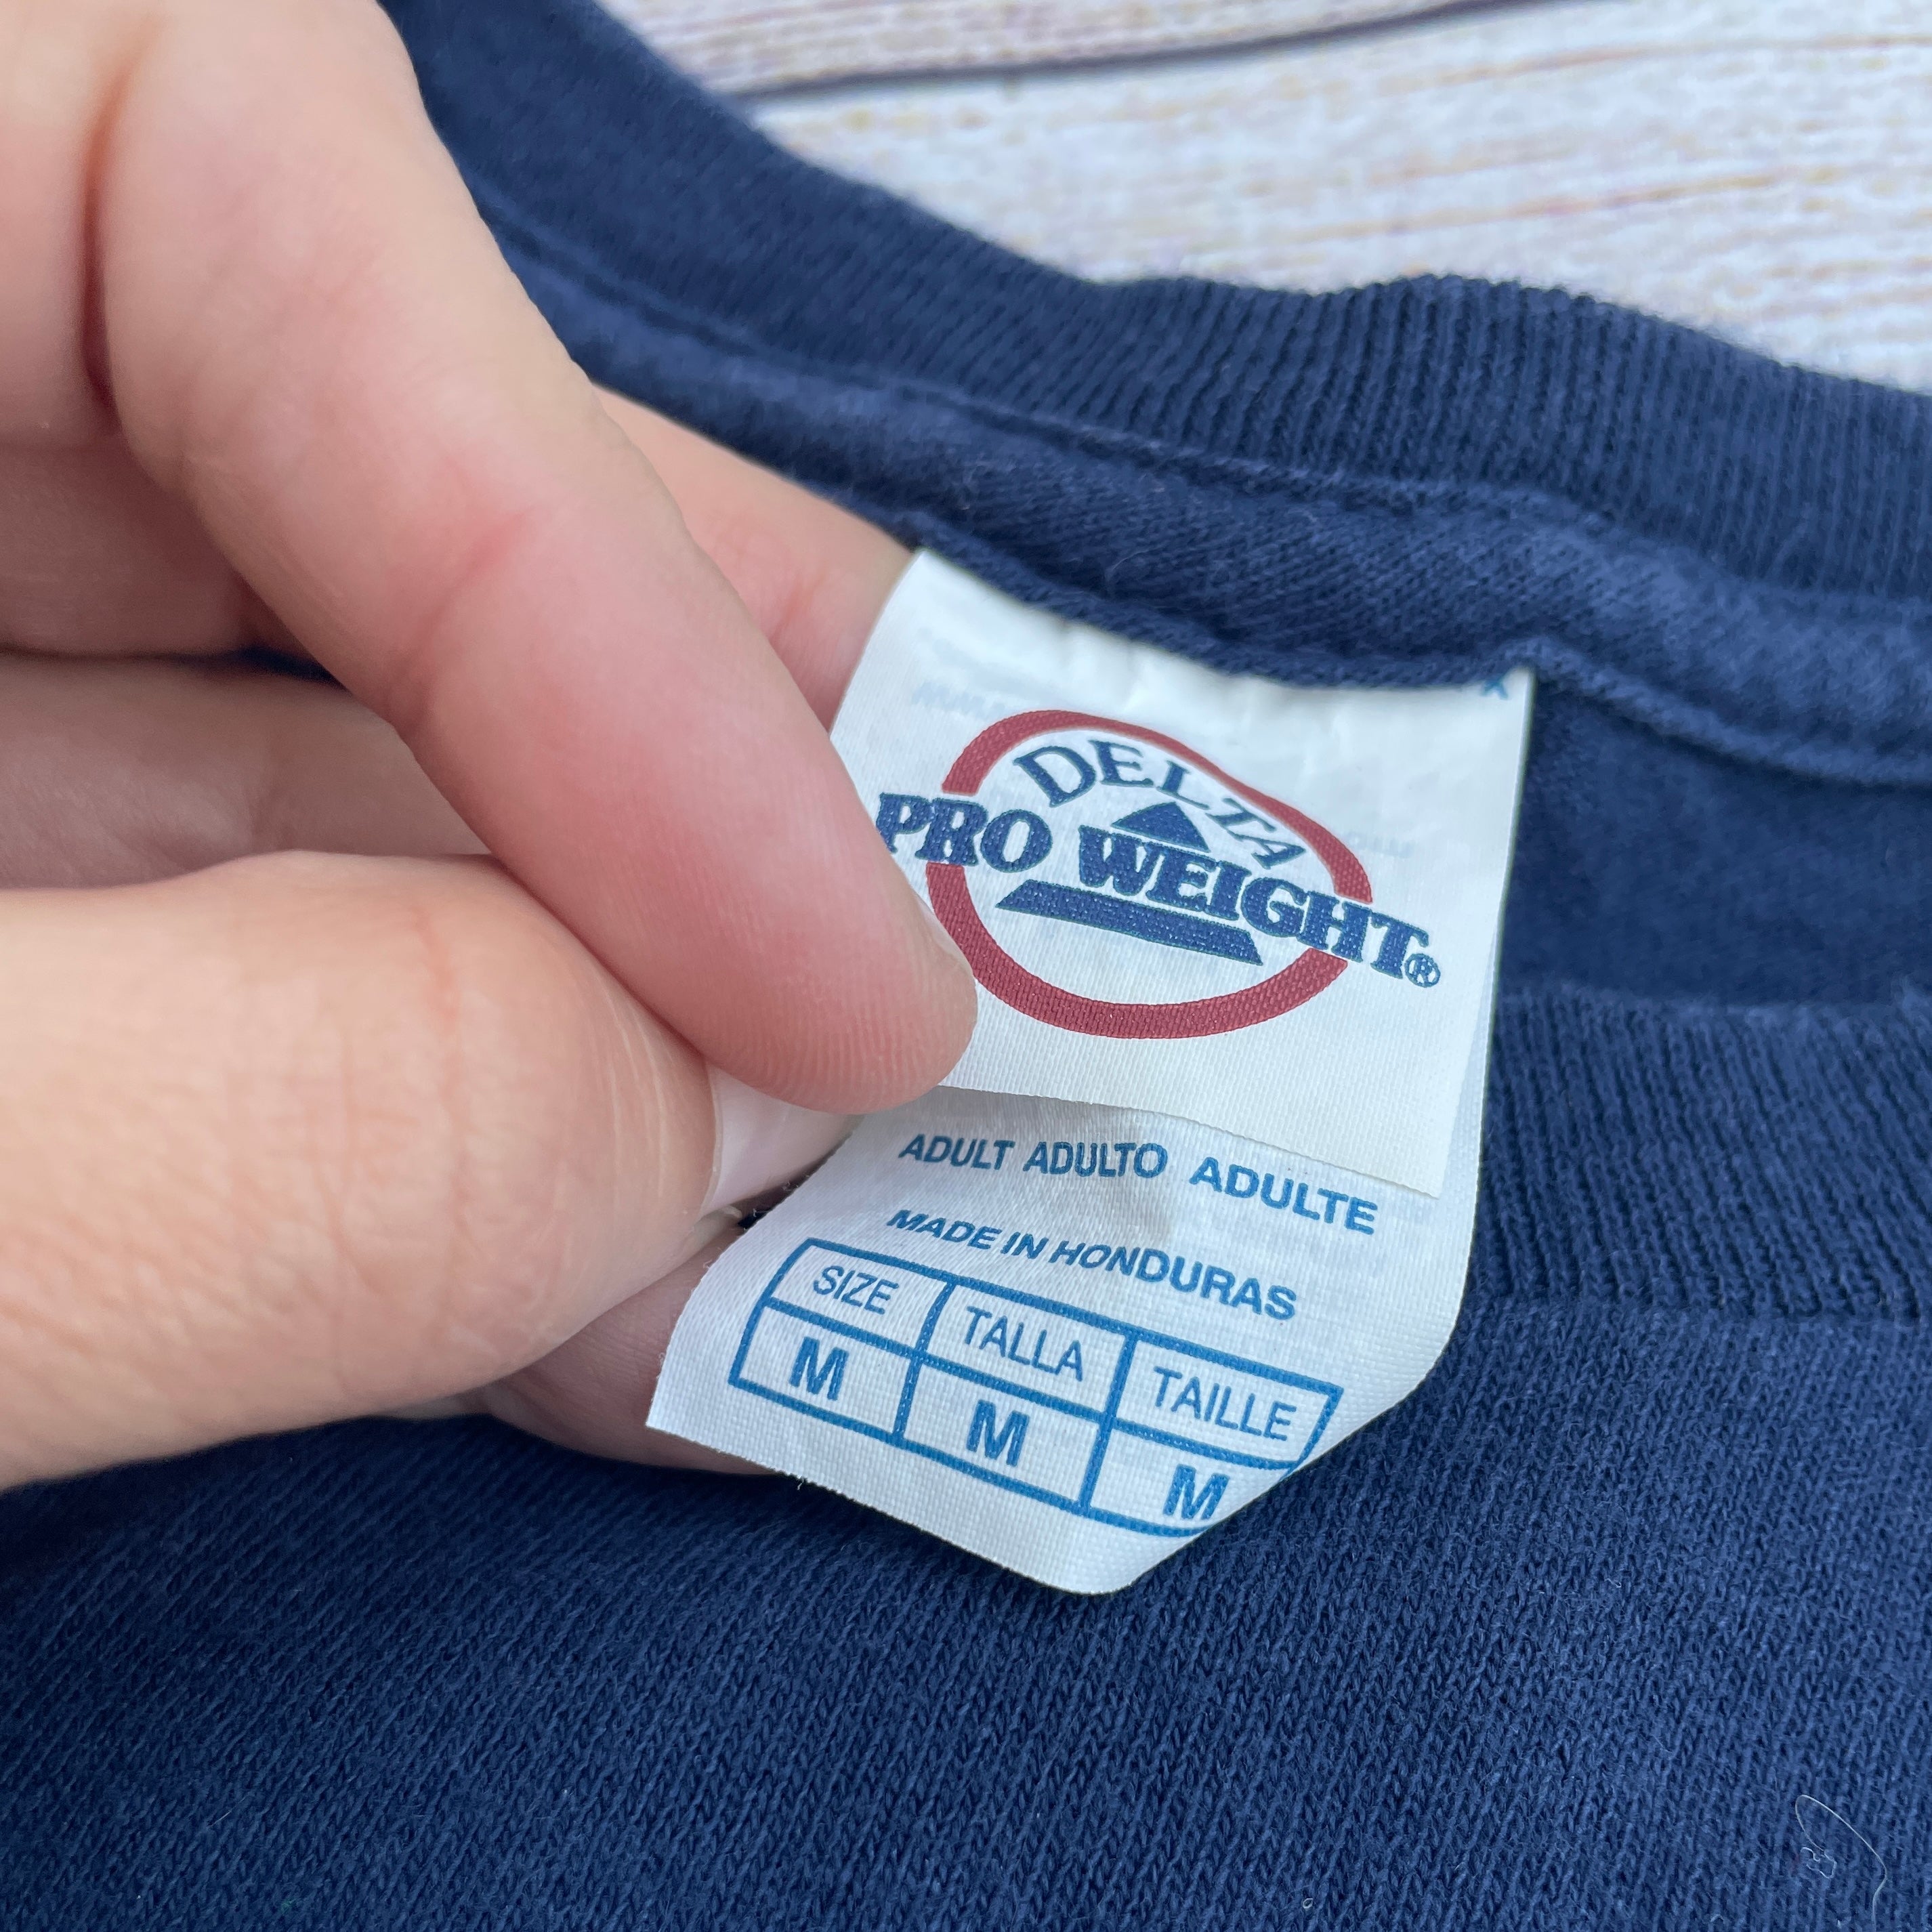 DELTA
PRO WEIGHT®
ADULT ADULTO ADULTE
MADE IN HONDURAS
SIZE TALLA TAILLE
M M M